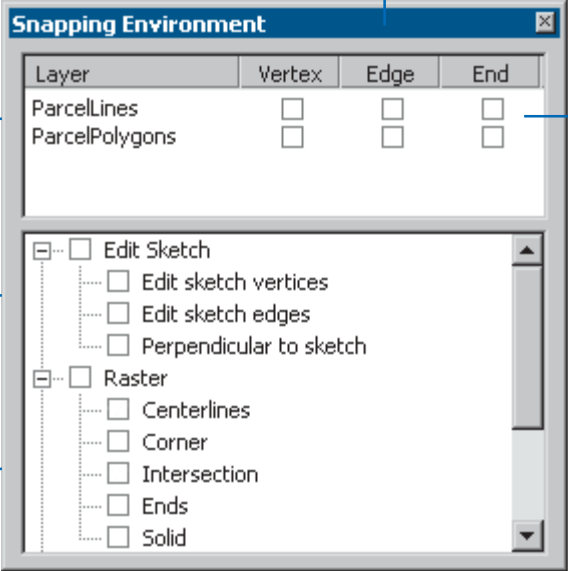 Snapping Environment
Layer Vertex Edge End
ParcelLines
ParcelPolygons
Edit Sketch
Edit sketch vertices
Edit sketch edges
Perpendicular to sketch
Raster
Centerlines
Corner
Intersection
Ends
Solid